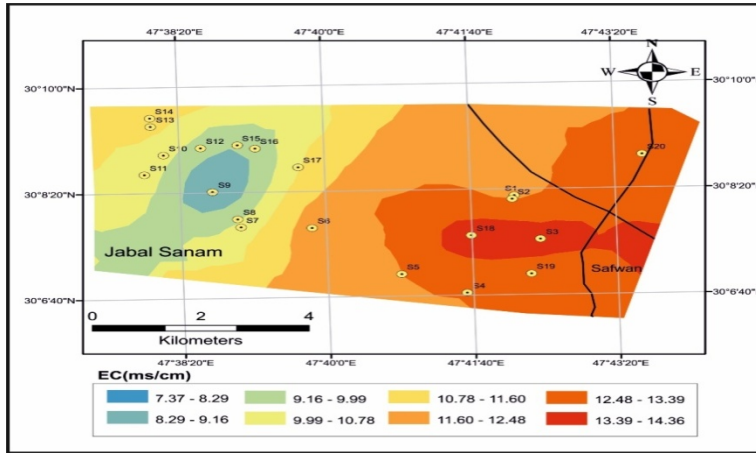 47°38'20"E 47°40'0"E 47°41'40"E 47°43'20"E
N
W E
S
30°10'0"N 30°10'0"N
S14
S13
S10 S12 S15 S16
S11 S17 S20
S9
30°8'20"N 30°8'20"N
S1
S2
S8
S7 S6
S18 S3
Jabal Sanam Safwan
S5 S19
S4
30°6'40"N 30°6'40"N
0 2 4
Kilometers
47°38'20"E 47°40'0"E 47°41'40"E 47°43'20"E
EC(ms/cm)
7.37 - 8.29 9.16 - 9.99 10.78 - 11.60 12.48 - 13.39
8.29 - 9.16 9.99 - 10.78 11.60 - 12.48 13.39 - 14.36